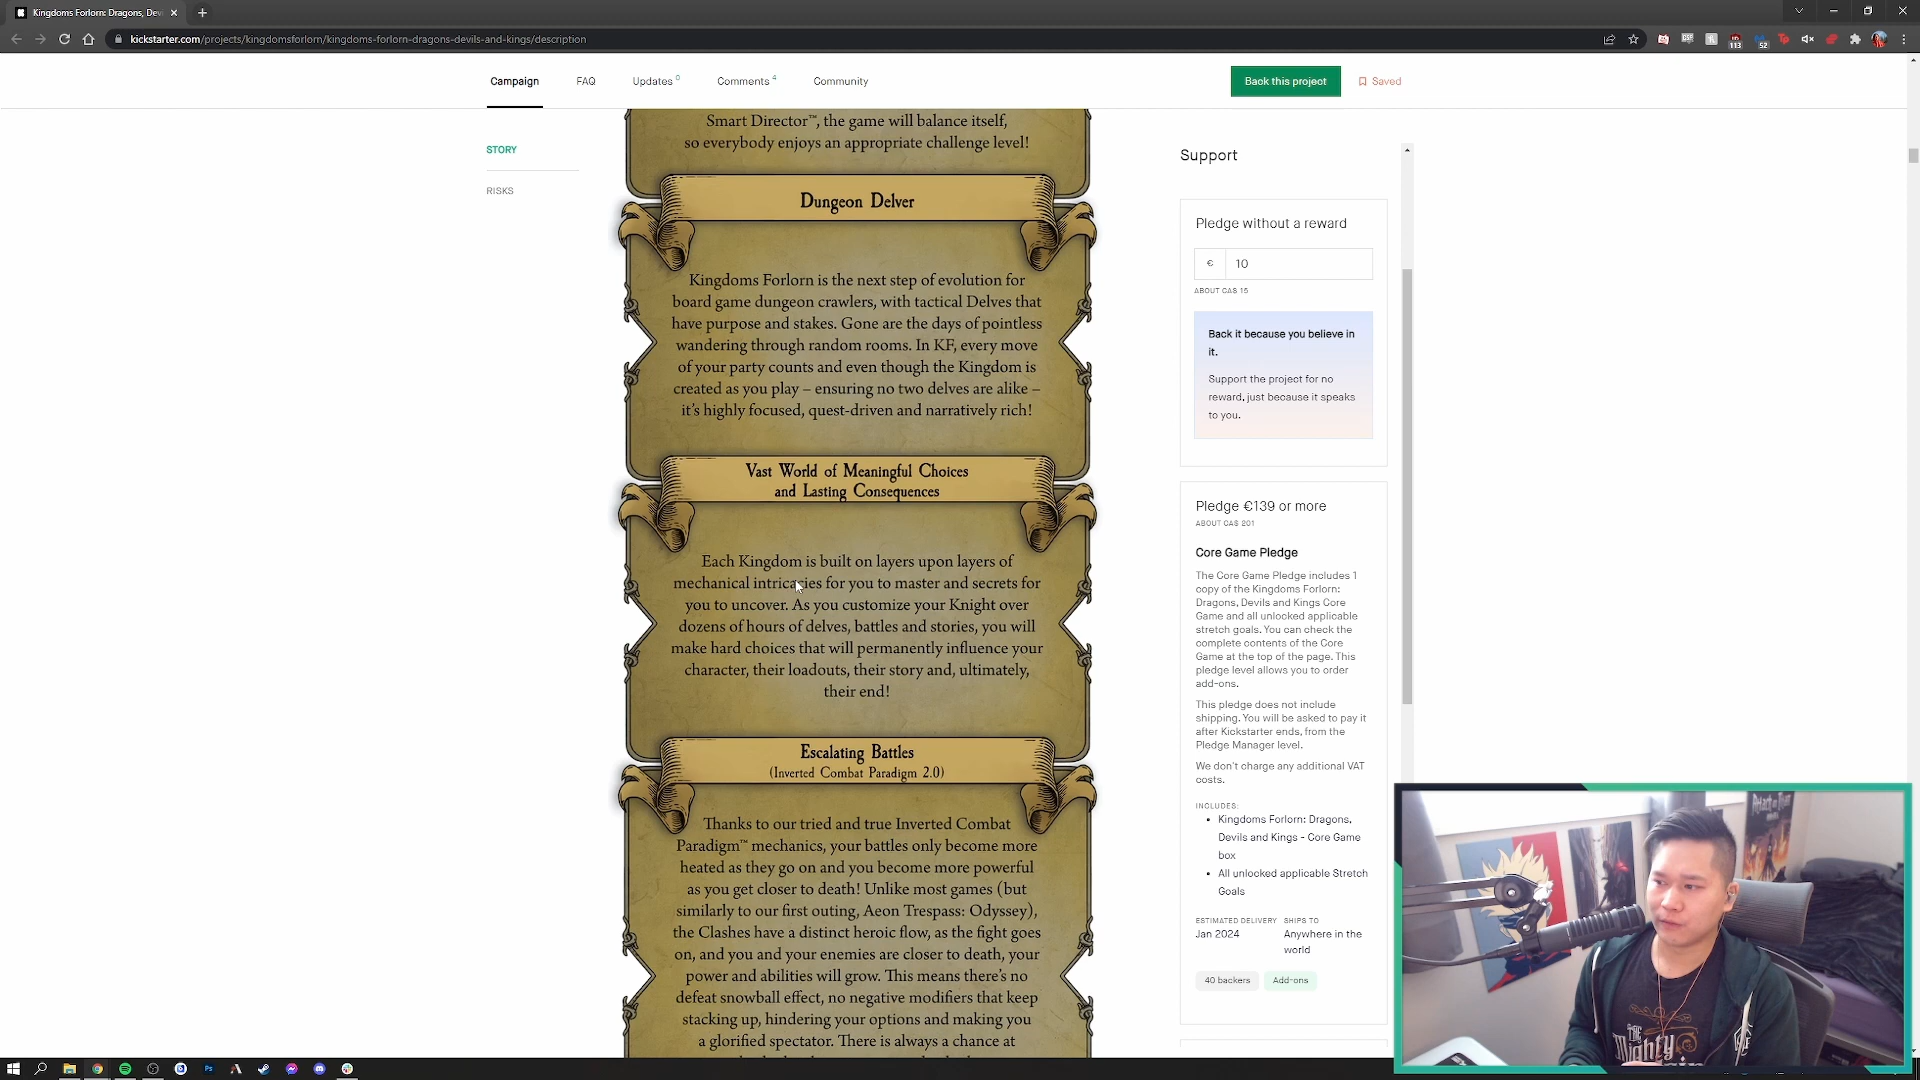 Kingdoms Forlorn: Dragons, Dev
kickstarter.com/projects/kingdomsforlorn/kingdoms-forlorn-dragons-devils-and-kings/description
113
52
Campaign
FAQ
Updates 0
Comments 4
Community
Back this project
Saved
STORY
RISKS
Smart Director™, the game will balance itself,
so everybody enjoys an appropriate challenge level!
Dungeon Delver
Kingdoms Forlorn is the next step of evolution for
board game dungeon crawlers, with tactical Delves that
have purpose and stakes. Gone are the days of pointless
wandering through random rooms. In KF, every move
of your party counts and even though the Kingdom is
created as you play – ensuring no two delves are alike –
it's highly focused, quest-driven and narratively rich!
Vast World of Meaningful Choices
and Lasting Consequences
Each Kingdom is built on layers upon layers of
mechanical intricacies for you to master and secrets for
you to uncover. As you customize your Knight over
dozens of hours of delves, battles and stories, you will
make hard choices that will permanently influence your
character, their loadouts, their story and, ultimately,
their end!
Escalating Battles
(Inverted Combat Paradigm 2.0)
Thanks to our tried and true Inverted Combat
Paradigm™ mechanics, your battles only become more
heated as they go on and you become more powerful
as you get closer to death! Unlike most games (but
similarly to our first outing, Aeon Trespass: Odyssey),
the Clashes have a distinct heroic flow, as the fight goes
on, and you and your enemies are closer to death, your
power and abilities will grow. This means there's no
defeat snowball effect, no negative modifiers that keep
stacking up, hindering your options and making you
a glorified spectator. There is always a chance at
Support
Pledge without a reward
€ 10
ABOUT CA$ 15
Back it because you believe in
it.
Support the project for no
reward, just because it speaks
to you.
Pledge €139 or more
ABOUT CA$ 201
Core Game Pledge
The Core Game Pledge includes 1
copy of the Kingdoms Forlorn:
Dragons, Devils and Kings Core
Game and all unlocked applicable
stretch goals. You can check the
complete contents of the Core
Game at the top of the page. This
pledge level allows you to order
add-ons.
This pledge does not include
shipping. You will be asked to pay it
after Kickstarter ends, from the
Pledge Manager level.
We don't charge any additional VAT
costs.
INCLUDES:
• Kingdoms Forlorn: Dragons,
Devils and Kings - Core Game
box
• All unlocked applicable Stretch
Goals
ESTIMATED DELIVERY SHIPS TO
Jan 2024 Anywhere in the
world
40 backers
Add-ons
Attack on Titan
THE
Mighty